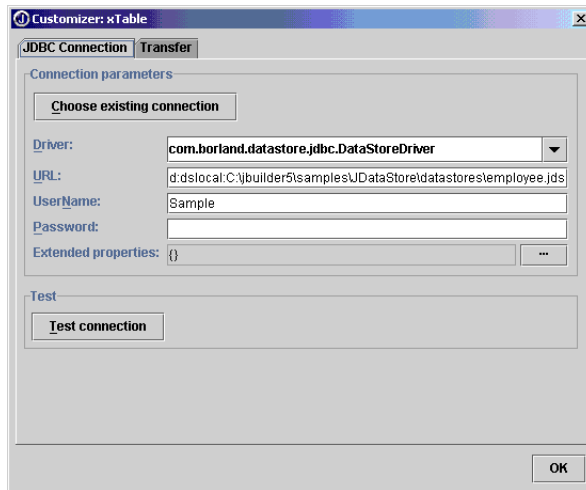 Customizer: xTable
JDBC Connection Transfer
Connection parameters
Choose existing connection
Driver: com.borland.datastore.jdbc.DataStoreDriver
URL: d:dslocal:C:\jbuilder5\samples\JDataStore\datastores\employee.jds
UserName: Sample
Password:
Extended properties: {} ...
Test
Test connection
OK